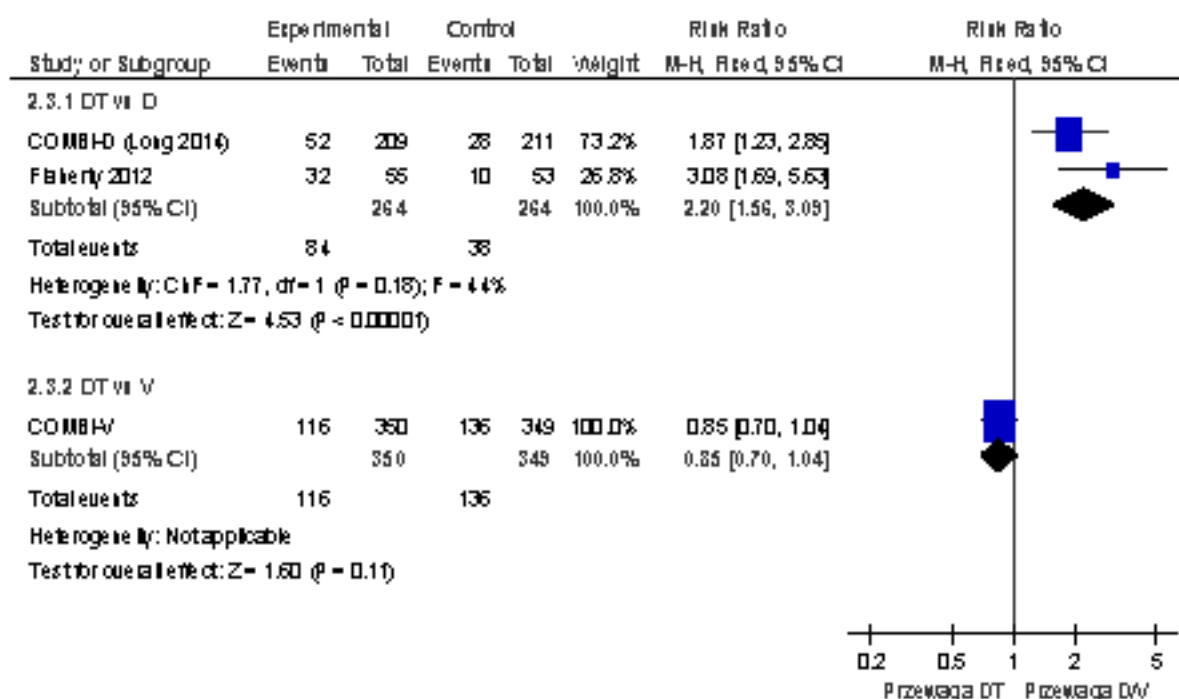 Experimental Control Risk Ratio Risk Ratio
Study or Subgroup Events Total Events Total Weight M-H, Fixed, 95% CI M-H, Fixed, 95% CI
2.3.1 DT vs D
COMBI-D (Long 2014) 52 209 28 211 73.2% 1.87 [1.23, 2.85]
Flaherty 2012 32 55 10 53 26.8% 3.08 [1.69, 5.63]
Subtotal (95% CI) 264 264 100.0% 2.20 [1.56, 3.09]
Total events 84 38
Heterogeneity: Chi² = 1.77, df = 1 (P = 0.18); I² = 44%
Test for overall effect: Z = 4.53 (P < 0.00001)
2.3.2 DT vs V
COMBI-V 116 350 136 349 100.0% 0.85 [0.70, 1.04]
Subtotal (95% CI) 350 349 100.0% 0.85 [0.70, 1.04]
Total events 116 136
Heterogeneity: Not applicable
Test for overall effect: Z = 1.60 (P = 0.11)
0.2 0.5 1 2 5
Przewaga DT Przewaga D/V